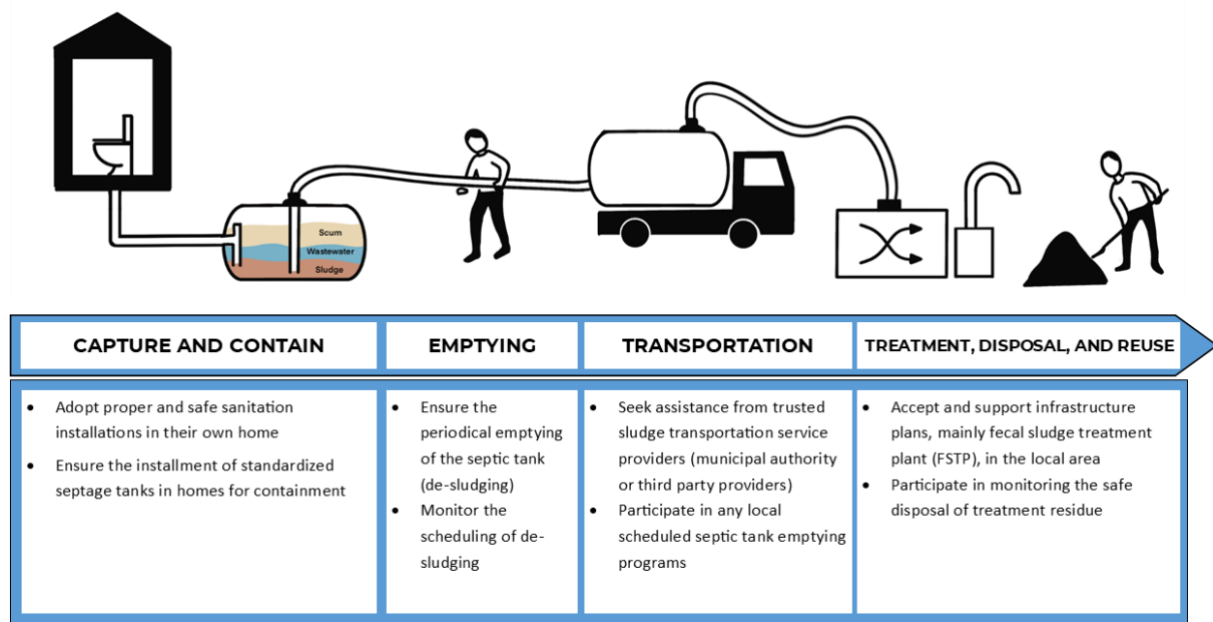 Scum
Wastewater
Sludge
CAPTURE AND CONTAIN
EMPTYING
TRANSPORTATION
TREATMENT, DISPOSAL, AND REUSE
• Adopt proper and safe sanitation
installations in their own home
• Ensure the installment of standardized
septage tanks in homes for containment
• Ensure the
periodical emptying
of the septic tank
(de-sludging)
• Monitor the
scheduling of de-
sludging
• Seek assistance from trusted
sludge transportation service
providers (municipal authority
or third party providers)
• Participate in any local
scheduled septic tank emptying
programs
• Accept and support infrastructure
plans, mainly fecal sludge treatment
plant (FSTP), in the local area
• Participate in monitoring the safe
disposal of treatment residue